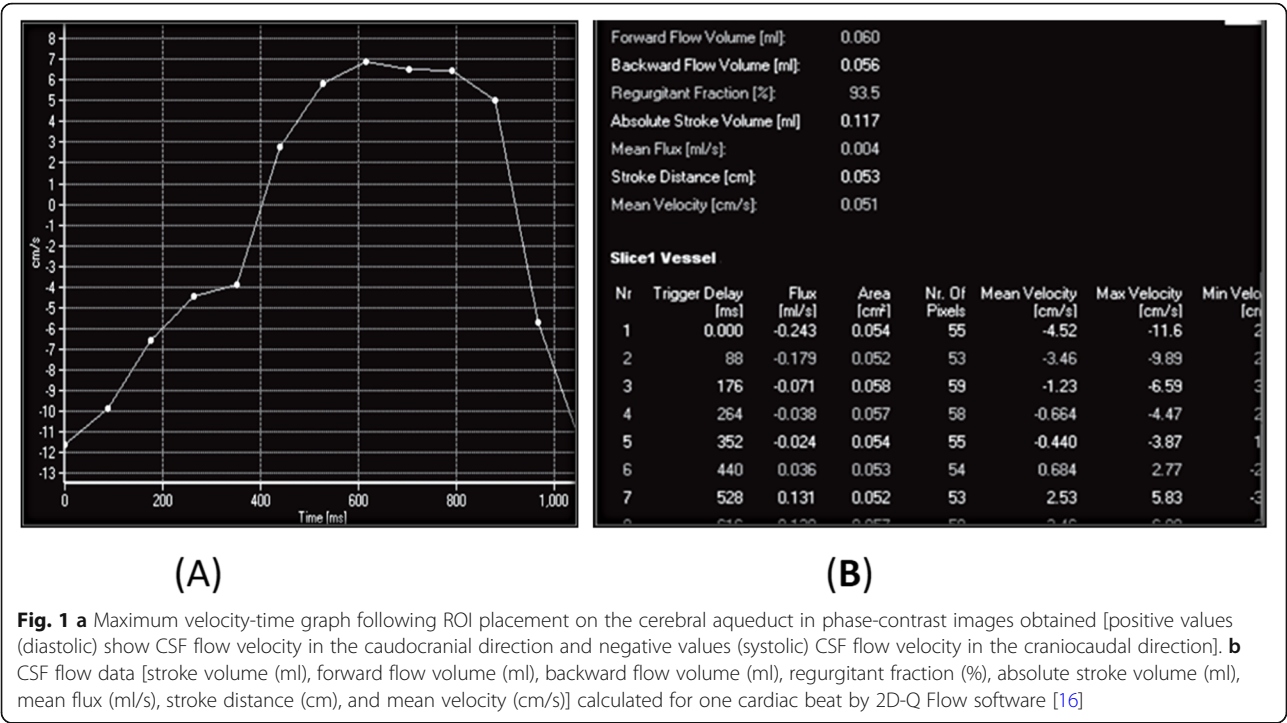 8
7
6
5
4
3
2
1
0
-1
-2
-3
-4
-5
-6
-7
-8
-9
-10
-11
-12
-13
cm/s
0 200 400 600 800 1,000
Time [ms]
Forward Flow Volume [ml]: 0.060
Backward Flow Volume [ml]: 0.056
Regurgitant Fraction [%]: 93.5
Absolute Stroke Volume [ml] 0.117
Mean Flux [ml/s]: 0.004
Stroke Distance [cm]: 0.053
Mean Velocity [cm/s]: 0.051
Slice1 Vessel
Nr Trigger Delay Flux Area Nr. Of Mean Velocity Max Velocity Min Velo
[ms] [ml/s] [cm²] Pixels [cm/s] [cm/s]
1 0.000 -0.243 0.054 55 -4.52 -11.6 2
2 88 -0.179 0.052 53 -3.46 -9.89 2
3 176 -0.071 0.058 59 -1.23 -6.59 3
4 264 -0.038 0.057 58 -0.664 -4.47 2
5 352 -0.024 0.054 55 -0.440 -3.87 1
6 440 0.036 0.053 54 0.684 2.77 -2
7 528 0.131 0.052 53 2.53 5.83 -3
(A) (B)
Fig. 1 a Maximum velocity-time graph following ROI placement on the cerebral aqueduct in phase-contrast images obtained [positive values
(diastolic) show CSF flow velocity in the caudocranial direction and negative values (systolic) CSF flow velocity in the craniocaudal direction]. b
CSF flow data [stroke volume (ml), forward flow volume (ml), backward flow volume (ml), regurgitant fraction (%), absolute stroke volume (ml),
mean flux (ml/s), stroke distance (cm), and mean velocity (cm/s)] calculated for one cardiac beat by 2D-Q Flow software [16]